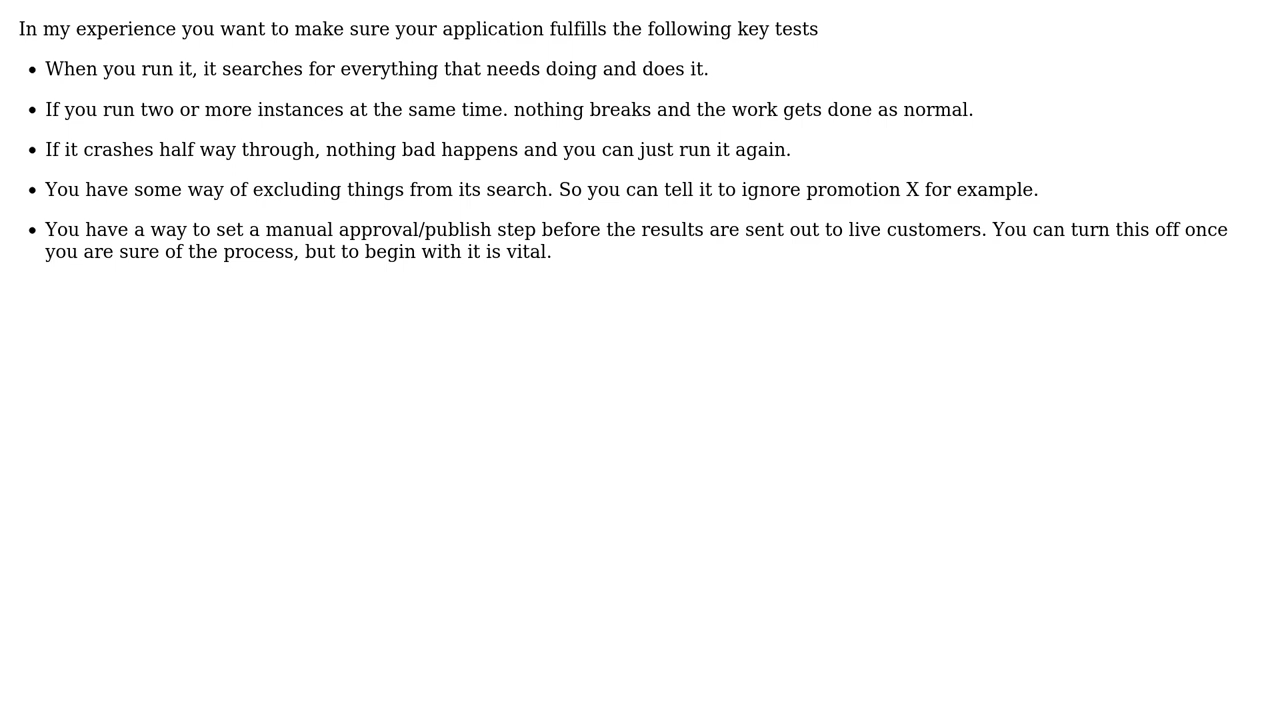 In my experience you want to make sure your application fulfills the following key tests
• When you run it, it searches for everything that needs doing and does it.
• If you run two or more instances at the same time. nothing breaks and the work gets done as normal.
• If it crashes half way through, nothing bad happens and you can just run it again.
• You have some way of excluding things from its search. So you can tell it to ignore promotion X for example.
• You have a way to set a manual approval/publish step before the results are sent out to live customers. You can turn this off once
you are sure of the process, but to begin with it is vital.